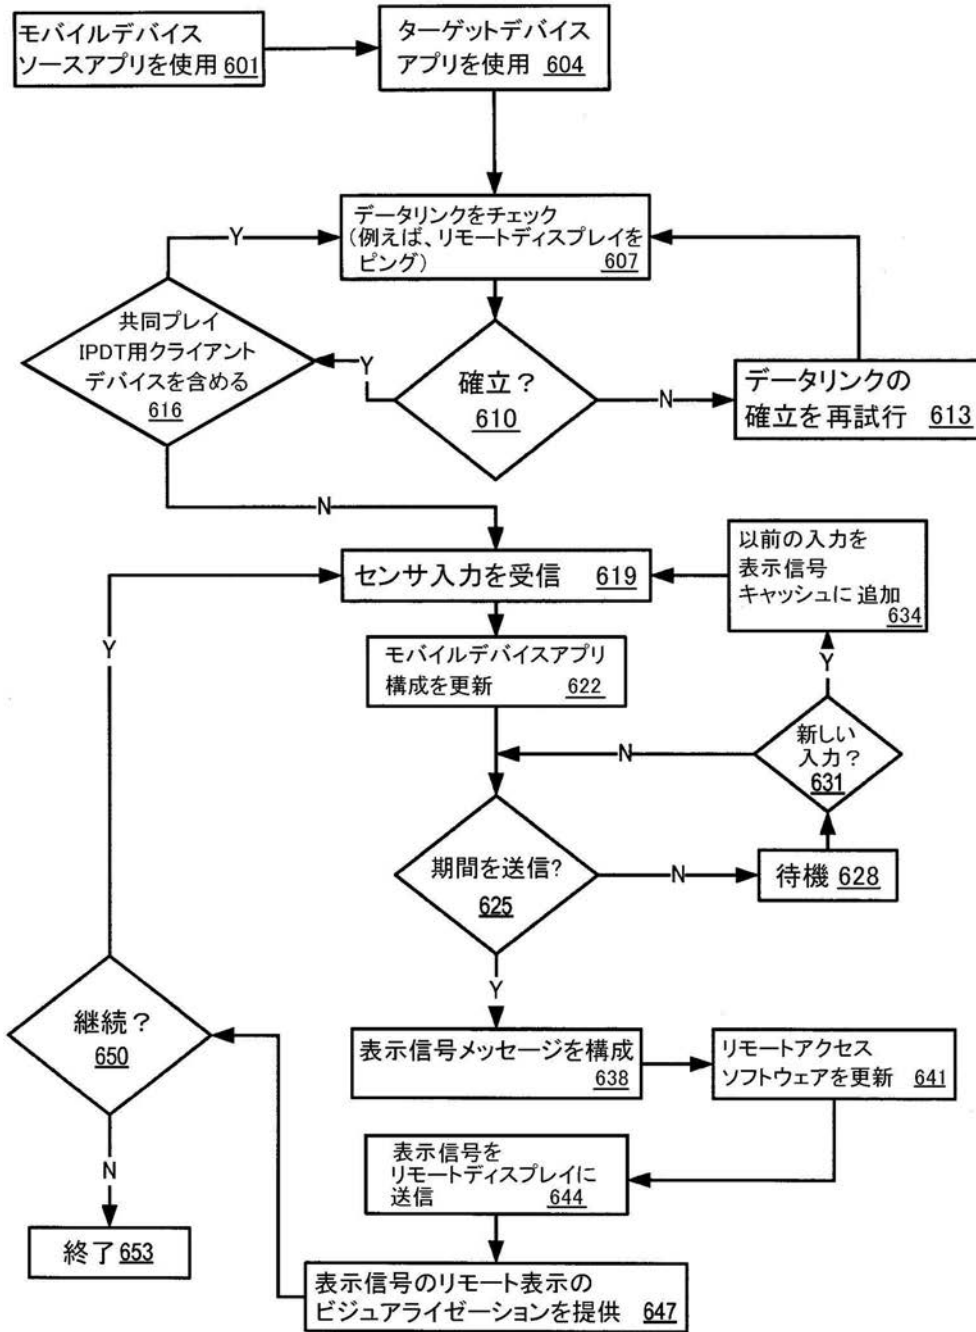 モバイルデバイス
ソースアプリを使用 601
ターゲットデバイス
アプリを使用 604
データリンクをチェック
(例えば、リモートディスプレイを
ピング) 607
Y
共同プレイ
IPDT用クライアント
デバイスを含める
616
Y
確立?
610
N
データリンクの
確立を再試行 613
N
センサ入力を受信 619
以前の入力を
表示信号
キャッシュに追加
634
Y
モバイルデバイスアプリ
構成を更新 622
Y
N
新しい
入力?
631
期間を送信?
625
N
待機 628
Y
継続?
650
表示信号メッセージを構成
638
リモートアクセス
ソフトウェアを更新 641
N
表示信号を
リモートディスプレイに
送信 644
終了 653
表示信号のリモート表示の
ビジュアライゼーションを提供 647